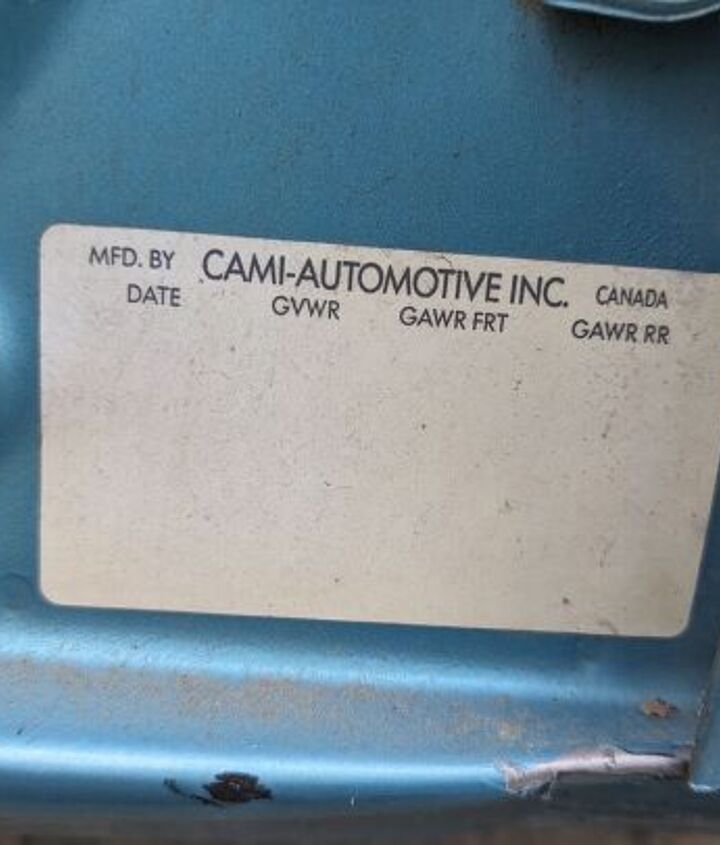 MFD. BY CAMI-AUTOMOTIVE INC. CANADA
DATE GVWR GAWR FRT GAWR RR